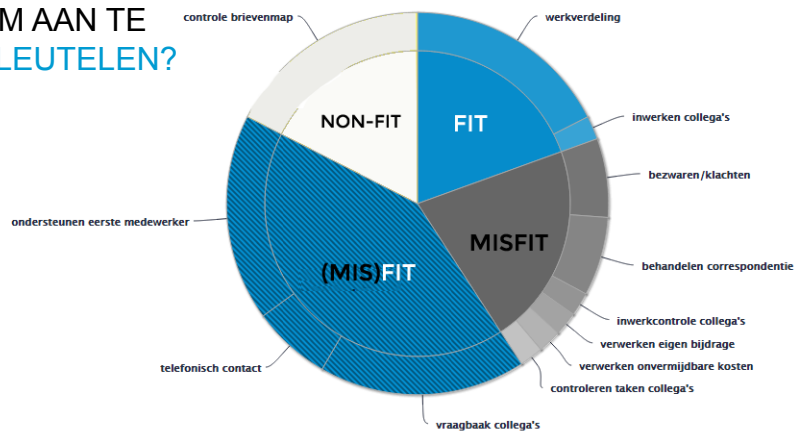 M AAN TE
LEUTELEN?
controle brievenmap
werkverdeling
NON-FIT
FIT
inwerken collega's
bezwaren/klachten
ondersteunen eerste medewerker
MISFIT
behandelen correspondentie
(MIS)FIT
inwerkcontrole collega's
verwerken eigen bijdrage
telefonisch contact
verwerken onvermijdbare kosten
controleren taken collega's
vraagbaak collega's